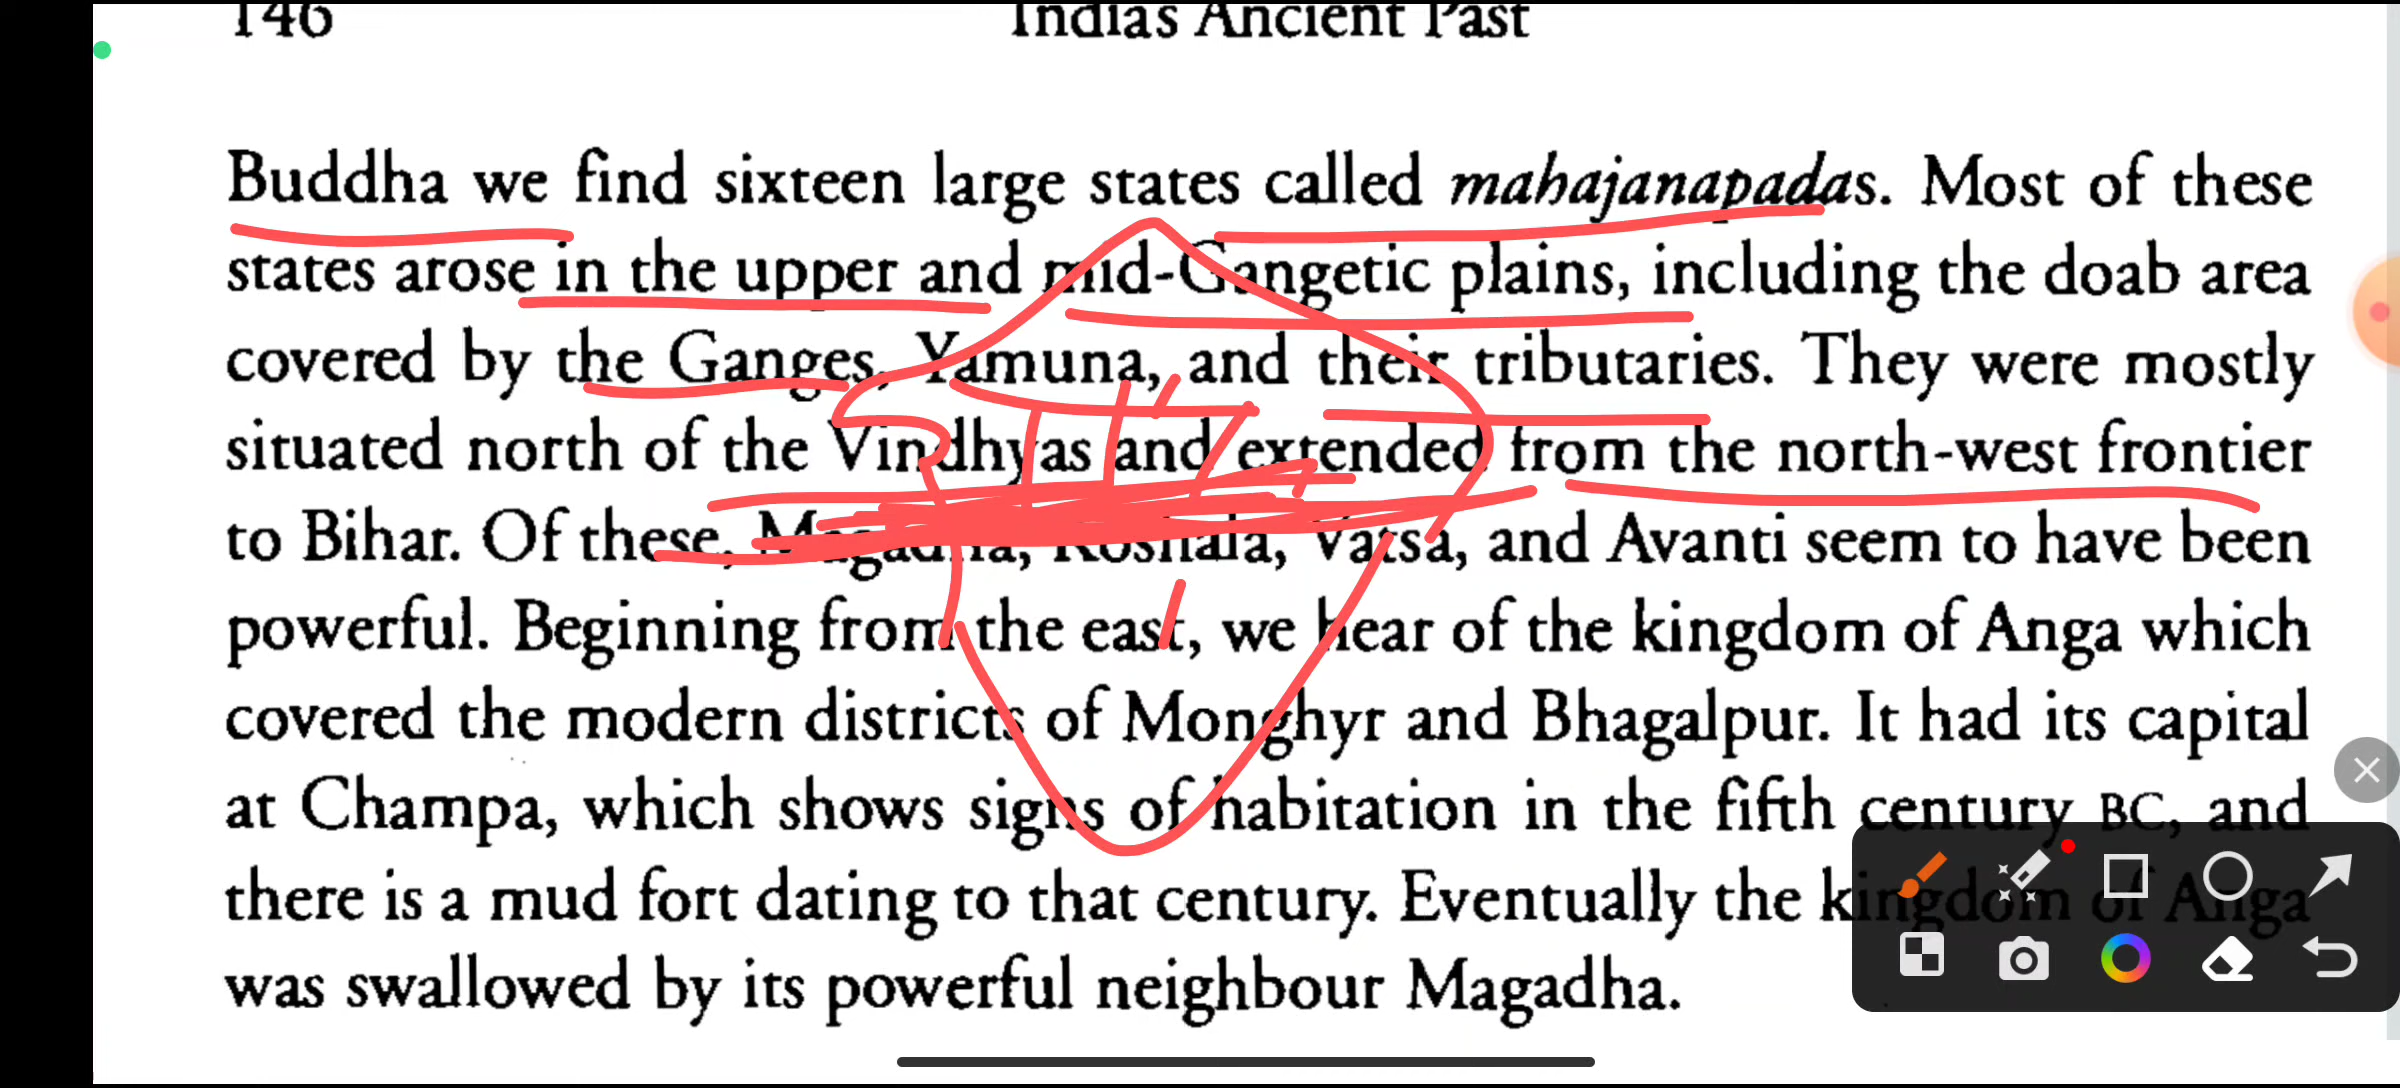 146 India's Ancient Past
Buddha we find sixteen large states called mahajanapadas. Most of these
states arose in the upper and mid-Gangetic plains, including the doab area
covered by the Ganges, Yamuna, and their tributaries. They were mostly
situated north of the Vindhyas and extended from the north-west frontier
to Bihar. Of these, Magadha, Koshala, Vatsa, and Avanti seem to have been
powerful. Beginning from the east, we hear of the kingdom of Anga which
covered the modern districts of Monghyr and Bhagalpur. It had its capital
at Champa, which shows signs of habitation in the fifth century BC, and
there is a mud fort dating to that century. Eventually the kingdom of Anga
was swallowed by its powerful neighbour Magadha.